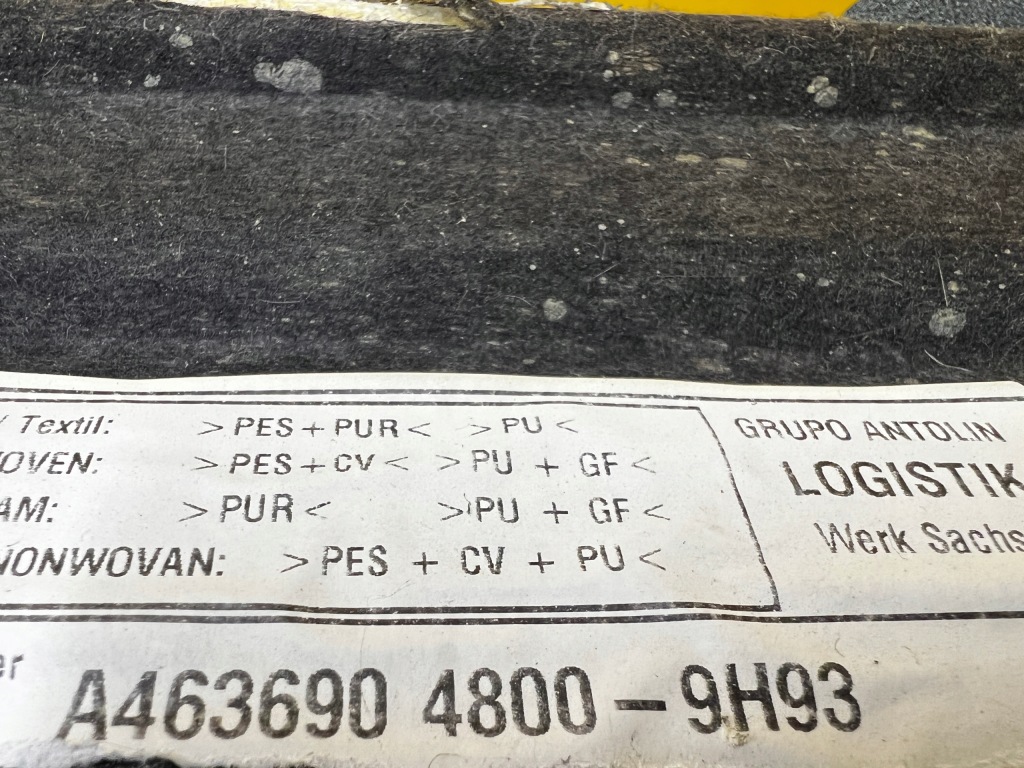 Textil: >PES+PUR< >PU<
OVEN: >PES+CV< >PU + GF<
AM: >PUR< >PU + GF<
NONWOVAN: >PES + CV + PU<
GRUPO ANTOLIN
LOGISTIK
Werk Sachs
er
A463690 4800-9H93